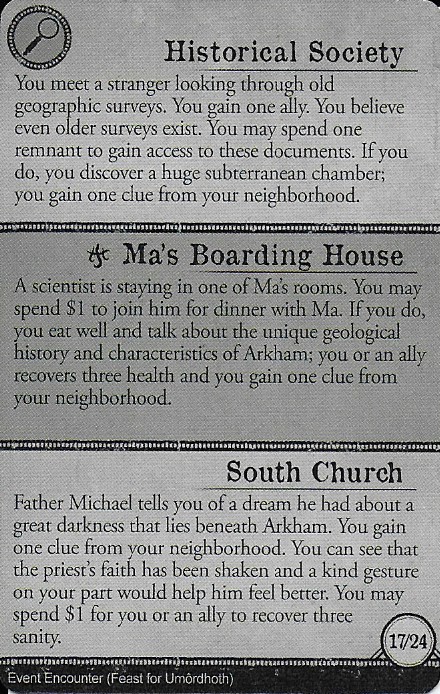 Historical Society
You meet a stranger looking through old
geographic surveys. You gain one ally. You believe
even older surveys exist. You may spend one
remnant to gain access to these documents. If you
do, you discover a huge subterranean chamber;
you gain one clue from your neighborhood.
Ma's Boarding House
A scientist is staying in one of Ma's rooms. You may
spend $1 to join him for dinner with Ma. If you do,
you eat well and talk about the unique geological
history and characteristics of Arkham; you or an ally
recovers three health and you gain one clue from
your neighborhood.
South Church
Father Michael tells you of a dream he had about a
great darkness that lies beneath Arkham. You gain
one clue from your neighborhood. You can see that
the priest's faith has been shaken and a kind gesture
on your part would help him feel better. You may
spend $1 for you or an ally to recover three
sanity.
17/24
Event Encounter (Feast for Umôrdhoth)